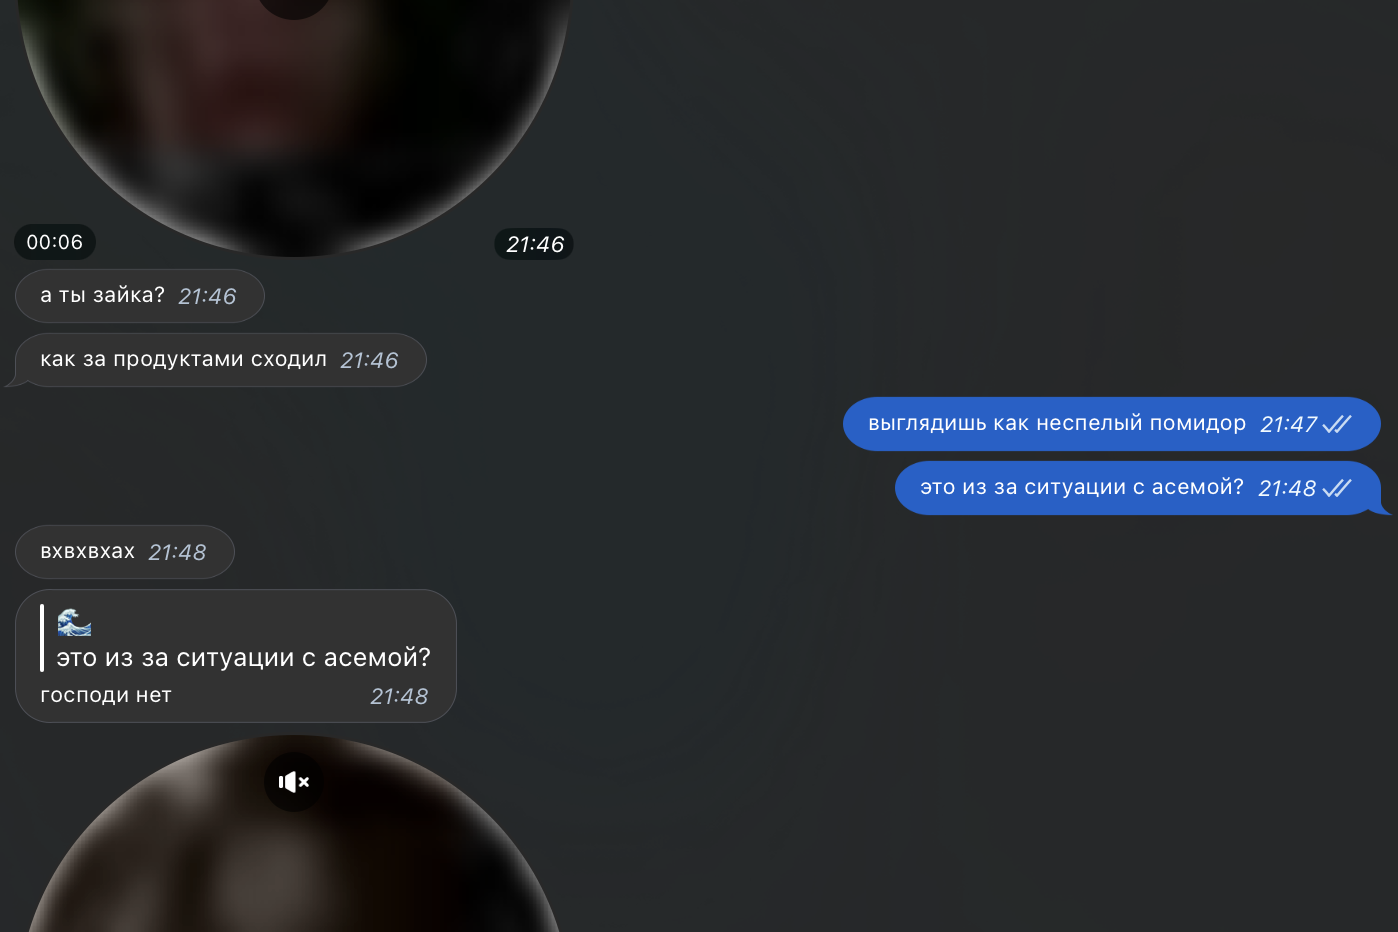 00:06
21:46
а ты зайка? 21:46
как за продуктами сходил 21:46
выглядишь как неспелый помидор 21:47
это из за ситуации с асемой? 21:48
вхвхвхах 21:48
🌊
это из за ситуации с асемой?
господи нет 21:48